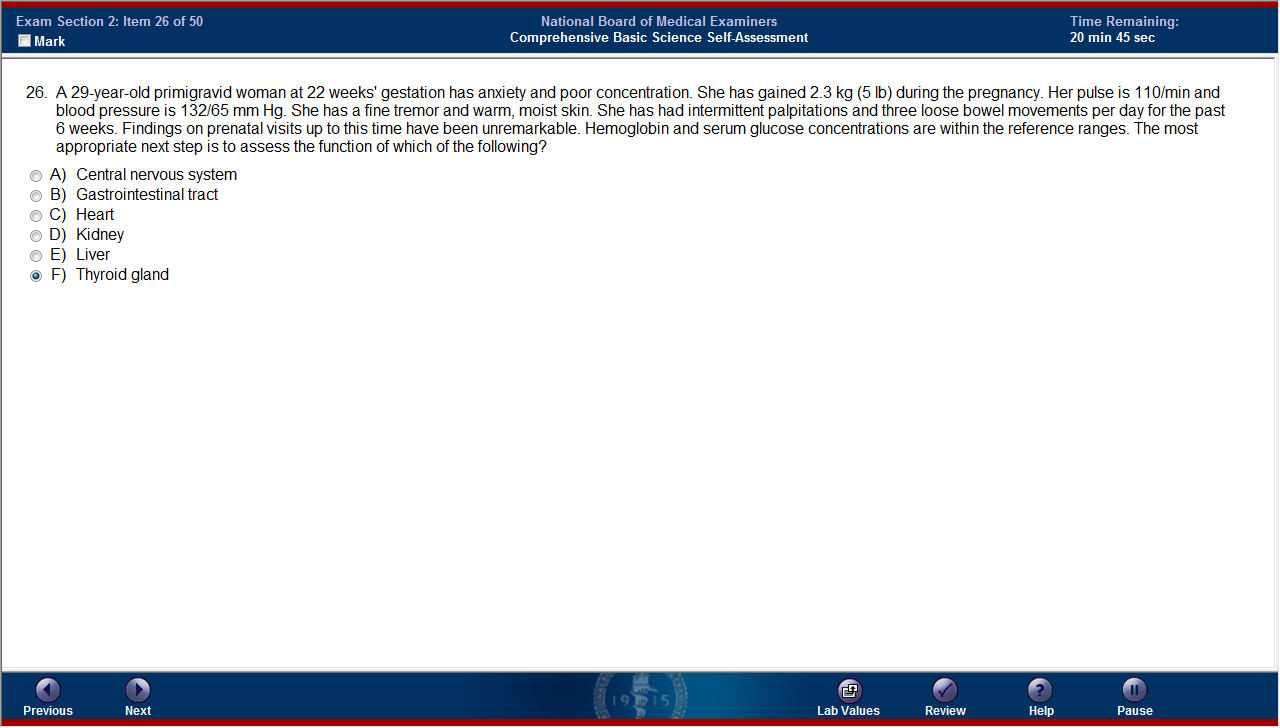 Exam Section 2: Item 26 of 50
National Board of Medical Examiners
Time Remaining:
Mark
Comprehensive Basic Science Self-Assessment
20 min 45 sec
26. A 29-year-old primigravid woman at 22 weeks' gestation has anxiety and poor concentration. She has gained 2.3 kg (5 lb) during the pregnancy. Her pulse is 110/min and
blood pressure is 132/65 mm Hg. She has a fine tremor and warm, moist skin. She has had intermittent palpitations and three loose bowel movements per day for the past
6 weeks. Findings on prenatal visits up to this time have been unremarkable. Hemoglobin and serum glucose concentrations are within the reference ranges. The most
appropriate next step is to assess the function of which of the following?
A) Central nervous system
B) Gastrointestinal tract
C) Heart
D) Kidney
E) Liver
F) Thyroid gland
19 15
Previous
Next
Lab Values
Review
Help
Pause